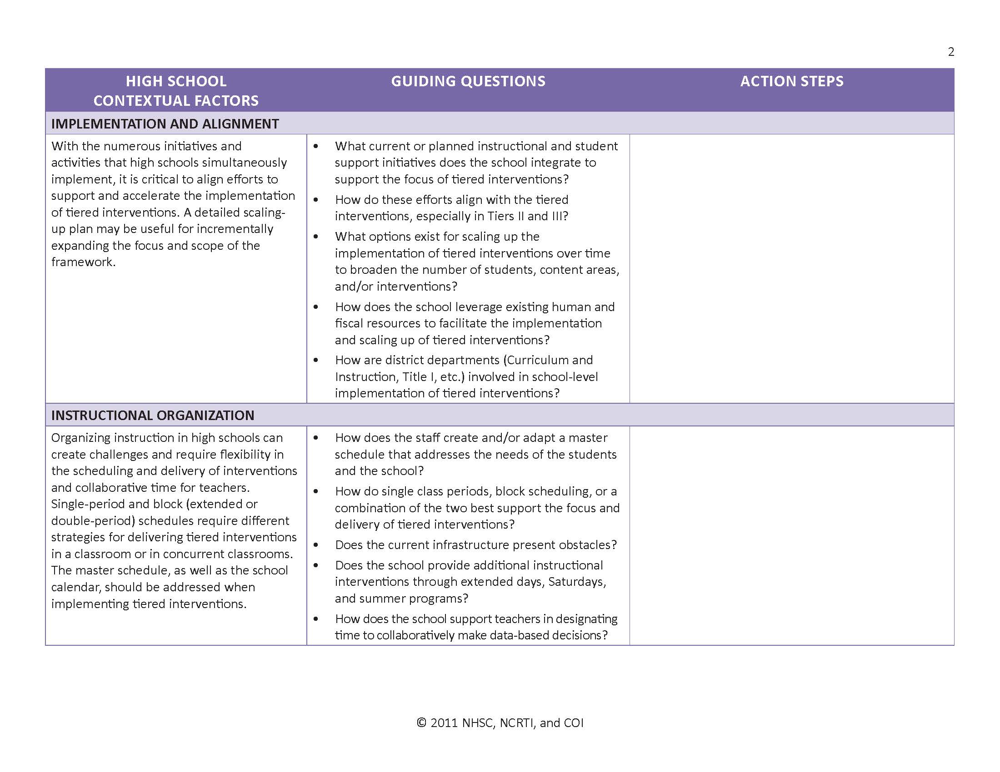 2
HIGH SCHOOL
CONTEXTUAL FACTORS
GUIDING QUESTIONS
ACTION STEPS
IMPLEMENTATION AND ALIGNMENT
With the numerous initiatives and
activities that high schools simultaneously
implement, it is critical to align efforts to
support and accelerate the implementation
of tiered interventions. A detailed scaling-
up plan may be useful for incrementally
expanding the focus and scope of the
framework.
• What current or planned instructional and student
support initiatives does the school integrate to
support the focus of tiered interventions?
• How do these efforts align with the tiered
interventions, especially in Tiers II and III?
• What options exist for scaling up the
implementation of tiered interventions over time
to broaden the number of students, content areas,
and/or interventions?
• How does the school leverage existing human and
fiscal resources to facilitate the implementation
and scaling up of tiered interventions?
• How are district departments (Curriculum and
Instruction, Title I, etc.) involved in school-level
implementation of tiered interventions?
INSTRUCTIONAL ORGANIZATION
Organizing instruction in high schools can
create challenges and require flexibility in
the scheduling and delivery of interventions
and collaborative time for teachers.
Single-period and block (extended or
double-period) schedules require different
strategies for delivering tiered interventions
in a classroom or in concurrent classrooms.
The master schedule, as well as the school
calendar, should be addressed when
implementing tiered interventions.
• How does the staff create and/or adapt a master
schedule that addresses the needs of the students
and the school?
• How do single class periods, block scheduling, or a
combination of the two best support the focus and
delivery of tiered interventions?
• Does the current infrastructure present obstacles?
• Does the school provide additional instructional
interventions through extended days, Saturdays,
and summer programs?
• How does the school support teachers in designating
time to collaboratively make data-based decisions?
© 2011 NHSC, NCRTI, and COI